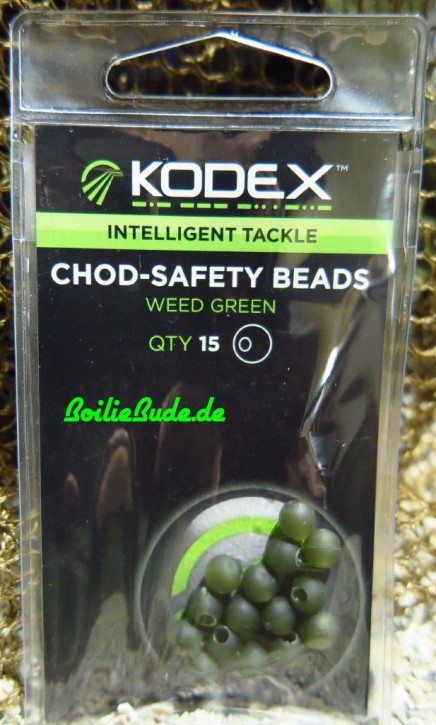 KODEX™
INTELLIGENT TACKLE
CHOD-SAFETY BEADS
WEED GREEN
QTY 15
BoilieBude.de